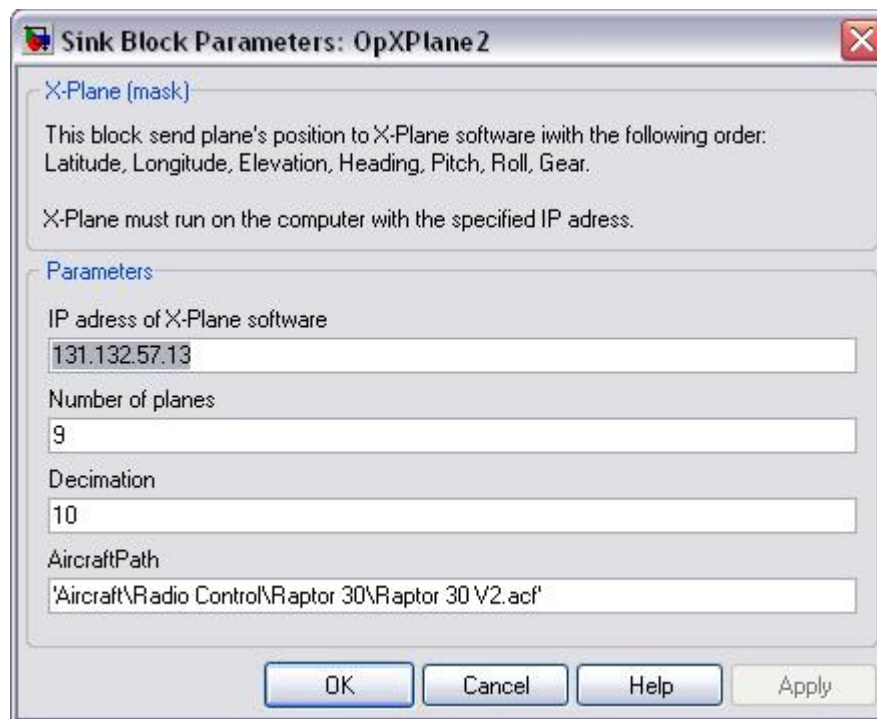 Sink Block Parameters: OpXPlane2
X-Plane (mask)
This block send plane's position to X-Plane software iwith the following order:
Latitude, Longitude, Elevation, Heading, Pitch, Roll, Gear.
X-Plane must run on the computer with the specified IP adress.
Parameters
IP adress of X-Plane software
131.132.57.13
Number of planes
9
Decimation
10
AircraftPath
'Aircraft\Radio Control\Raptor 30\Raptor 30 V2.acf'
OK Cancel Help Apply